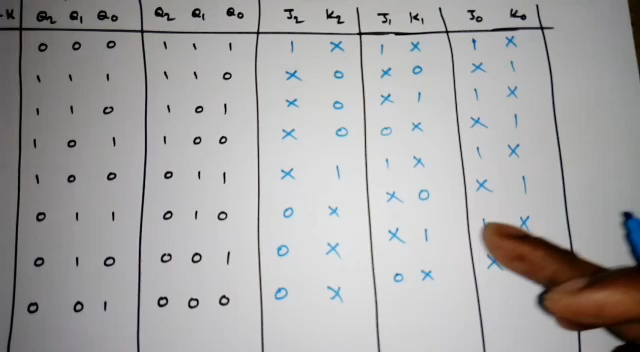 -K Q2 Q1 Q0 Q2 Q1 Q0 J2 K2 J1 K1 J0 K0
0 0 0 1 1 1 1 X 1 X 1 X
1 1 1 1 1 0 X 0 X 0 X 1
1 1 0 1 0 1 X 0 X 1 1 X
1 0 1 1 0 0 X 0 0 X X 1
1 0 0 0 1 1 X 1 1 X 1 X
0 1 1 0 1 0 0 X X 0 X 1
0 1 0 0 0 1 0 X X 1 1 X
0 0 1 0 0 0 0 X 0 X X